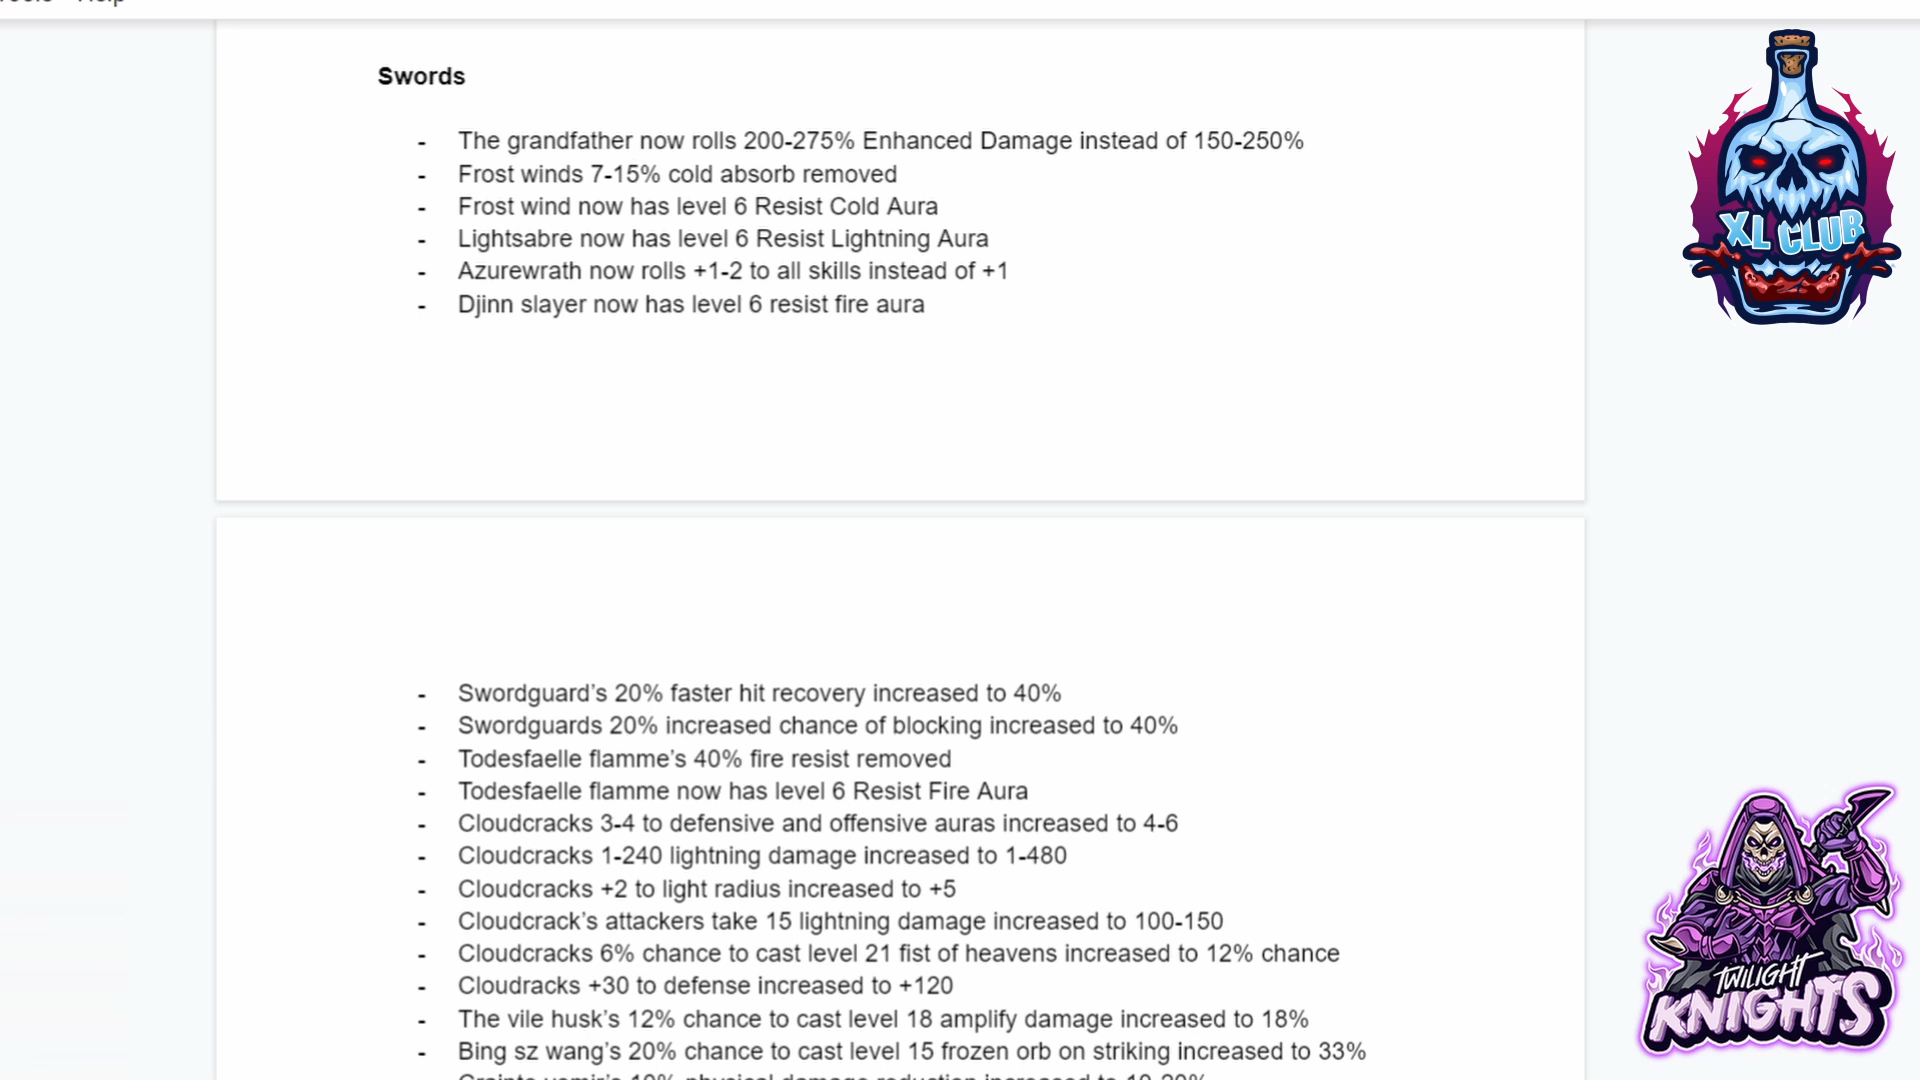 Help
Swords
- The grandfather now rolls 200-275% Enhanced Damage instead of 150-250%
- Frost winds 7-15% cold absorb removed
- Frost wind now has level 6 Resist Cold Aura
- Lightsabre now has level 6 Resist Lightning Aura
- Azurewrath now rolls +1-2 to all skills instead of +1
- Djinn slayer now has level 6 resist fire aura
XL CLUB
- Swordguard’s 20% faster hit recovery increased to 40%
- Swordguards 20% increased chance of blocking increased to 40%
- Todesfaelle flamme’s 40% fire resist removed
- Todesfaelle flamme now has level 6 Resist Fire Aura
- Cloudcracks 3-4 to defensive and offensive auras increased to 4-6
- Cloudcracks 1-240 lightning damage increased to 1-480
- Cloudcracks +2 to light radius increased to +5
- Cloudcrack’s attackers take 15 lightning damage increased to 100-150
- Cloudcracks 6% chance to cast level 21 fist of heavens increased to 12% chance
- Cloudracks +30 to defense increased to +120
- The vile husk’s 12% chance to cast level 18 amplify damage increased to 18%
- Bing sz wang’s 20% chance to cast level 15 frozen orb on striking increased to 33%
physical damage reduction increased to
TWILIGHT
KNIGHTS